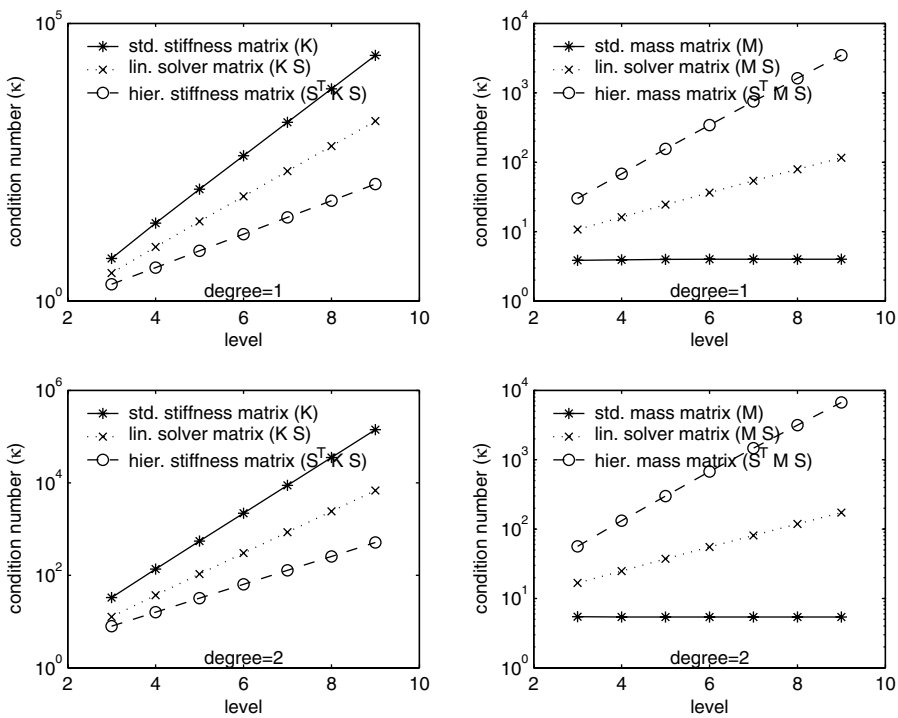 10^5
std. stiffness matrix (K)
lin. solver matrix (K S)
hier. stiffness matrix (S^T K S)
condition number (κ)
10^0
degree=1
2 4 6 8 10
level
10^4
std. mass matrix (M)
lin. solver matrix (M S)
hier. mass matrix (S^T M S)
10^3
10^2
10^1
10^0
condition number (κ)
degree=1
2 4 6 8 10
level
10^6
std. stiffness matrix (K)
lin. solver matrix (K S)
hier. stiffness matrix (S^T K S)
10^4
10^2
10^0
condition number (κ)
degree=2
2 4 6 8 10
level
10^4
std. mass matrix (M)
lin. solver matrix (M S)
hier. mass matrix (S^T M S)
10^3
10^2
10^1
10^0
condition number (κ)
degree=2
2 4 6 8 10
level